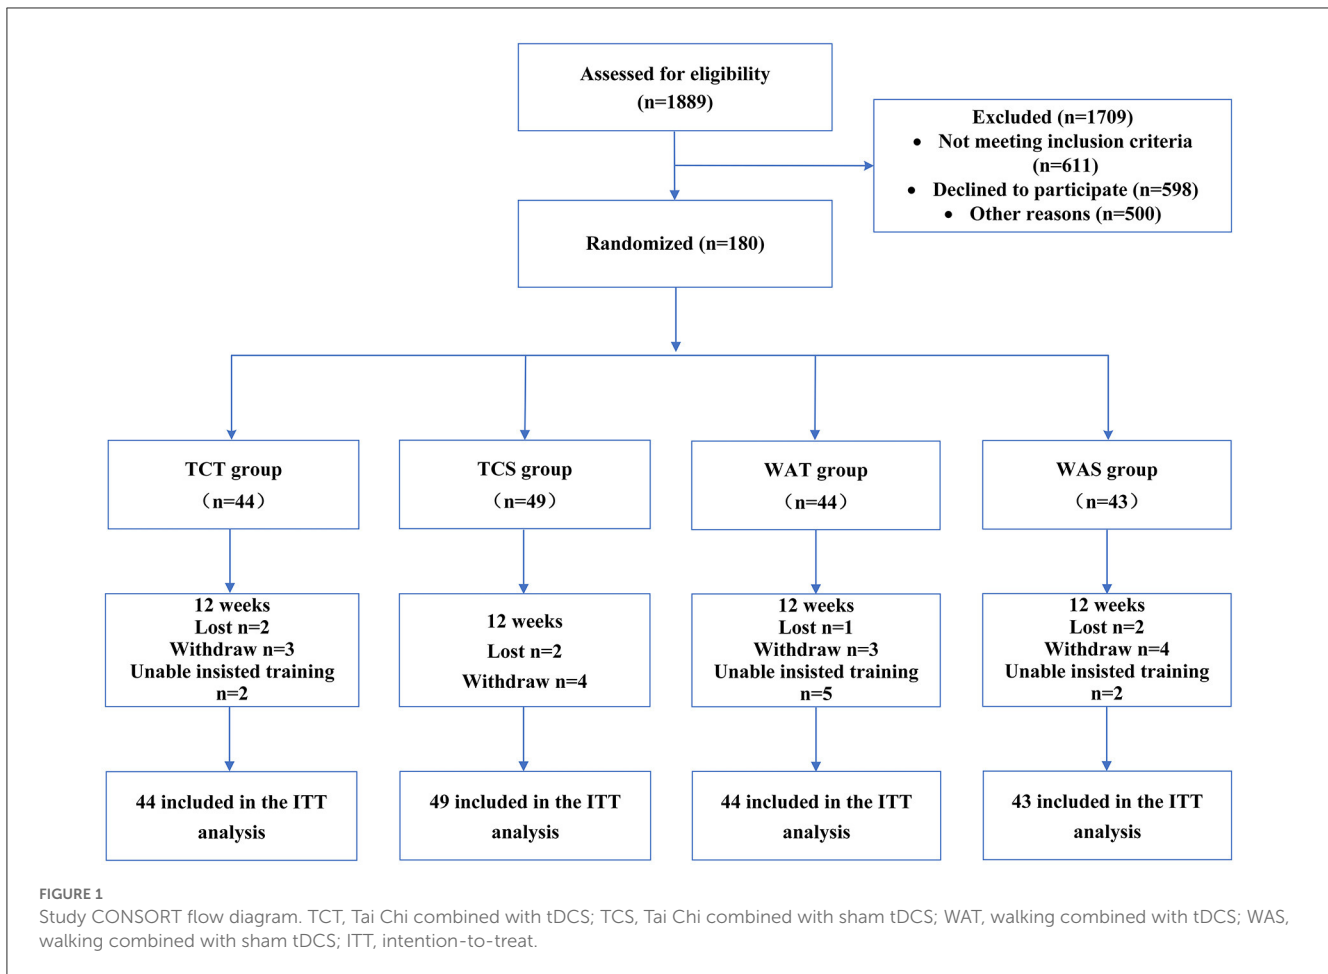 Assessed for eligibility
(n=1889)
Excluded (n=1709)
• Not meeting inclusion criteria
(n=611)
• Declined to participate (n=598)
• Other reasons (n=500)
Randomized (n=180)
TCT group
（n=44）
TCS group
（n=49）
WAT group
（n=44）
WAS group
（n=43）
12 weeks
Lost n=2
Withdraw n=3
Unable insisted training
n=2
12 weeks
Lost n=2
Withdraw n=4
12 weeks
Lost n=1
Withdraw n=3
Unable insisted training
n=5
12 weeks
Lost n=2
Withdraw n=4
Unable insisted training
n=2
44 included in the ITT
analysis
49 included in the ITT
analysis
44 included in the ITT
analysis
43 included in the ITT
analysis
FIGURE 1
Study CONSORT flow diagram. TCT, Tai Chi combined with tDCS; TCS, Tai Chi combined with sham tDCS; WAT, walking combined with tDCS; WAS,
walking combined with sham tDCS; ITT, intention-to-treat.